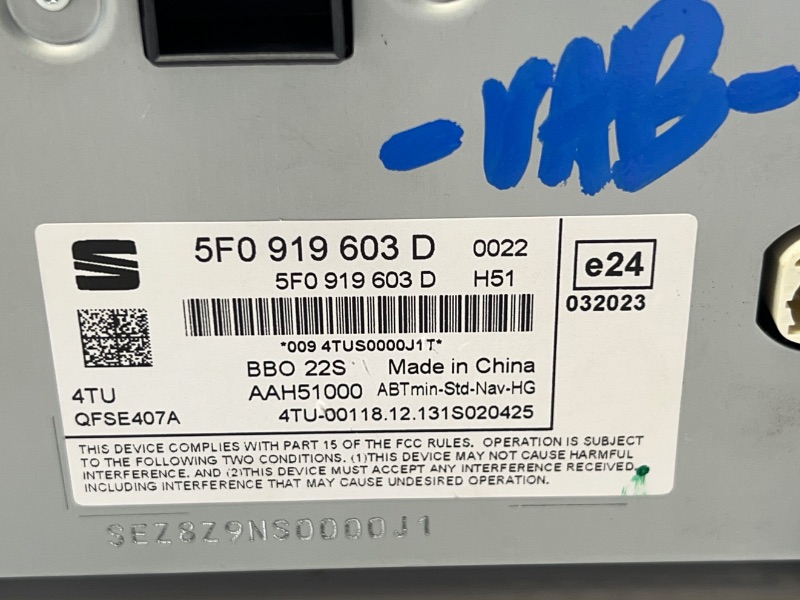 -VAB-
5F0 919 603 D 0022
5F0 919 603 D H51
e24
032023
*009 4TUS0000J1T*
BBO 22S Made in China
4TU AAH51000 ABTmin-Std-Nav-HG
QFSE407A 4TU-00118.12.131S020425
THIS DEVICE COMPLIES WITH PART 15 OF THE FCC RULES. OPERATION IS SUBJECT
TO THE FOLLOWING TWO CONDITIONS. (1)THIS DEVICE MAY NOT CAUSE HARMFUL
INTERFERENCE. AND (2)THIS DEVICE MUST ACCEPT ANY INTERFERENCE RECEIVED,
INCLUDING INTERFERENCE THAT MAY CAUSE UNDESIRED OPERATION.
SEZ8Z9NS0000J1